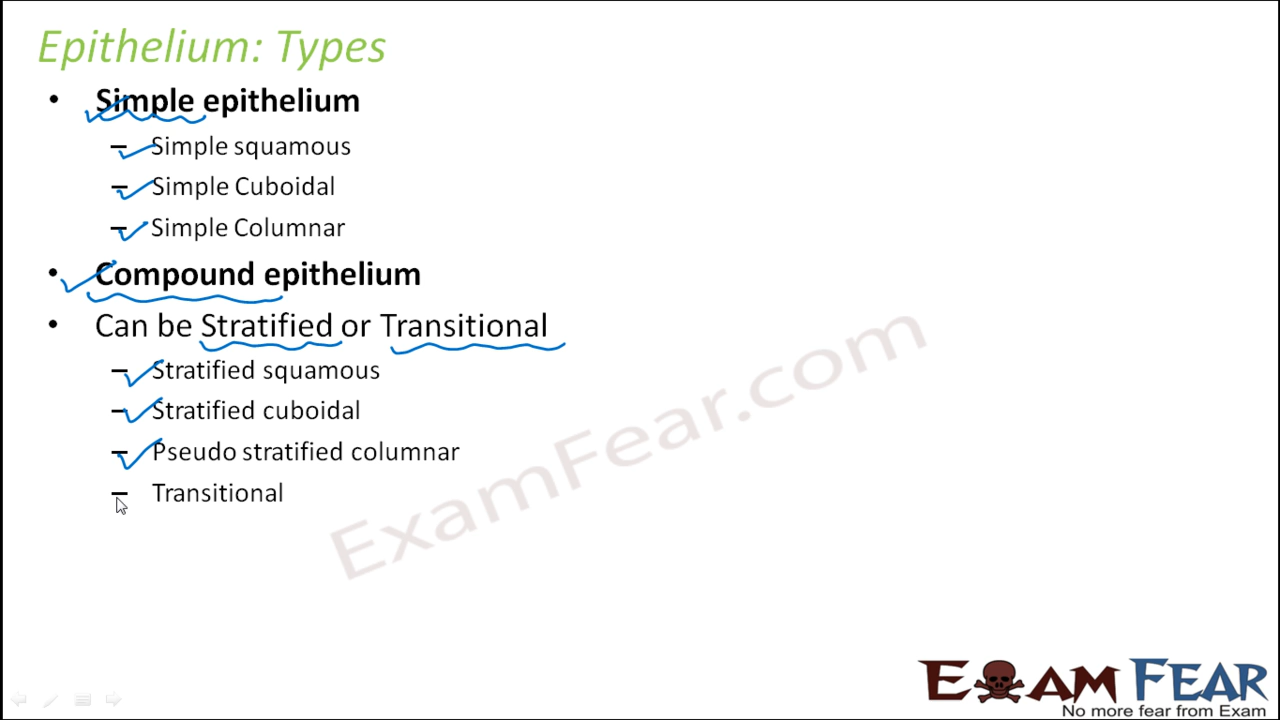 Epithelium: Types
• Simple epithelium
– Simple squamous
– Simple Cuboidal
– Simple Columnar
• Compound epithelium
• Can be Stratified or Transitional
– Stratified squamous
– Stratified cuboidal
– Pseudo stratified columnar
– Transitional
ExamFear.com
EXAM FEAR
No more fear from Exam